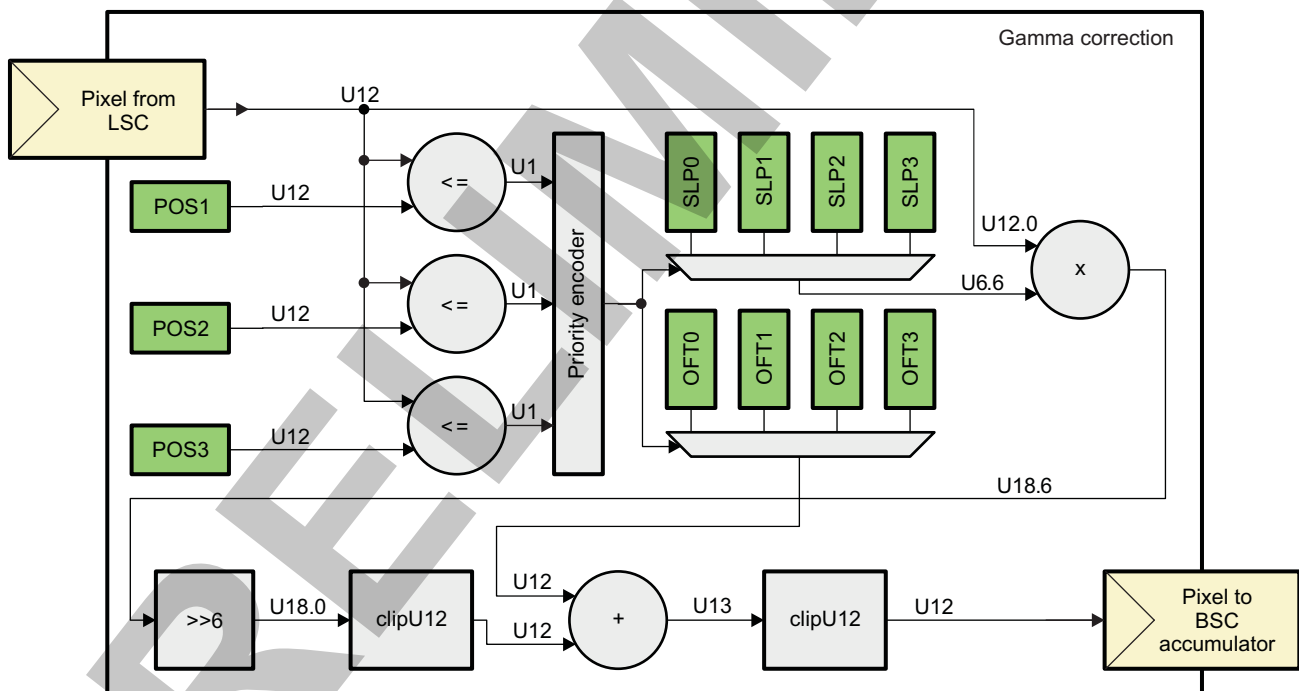 Gamma correction
Pixel from
LSC
U12
POS1
U12
<=
U1
POS2
U12
<=
U1
POS3
U12
<=
U1
Priority encoder
SLP0
SLP1
SLP2
SLP3
U12.0
U6.6
x
OFT0
OFT1
OFT2
OFT3
U18.6
>>6
U18.0
clipU12
U12
U12
+
U13
clipU12
U12
Pixel to
BSC
accumulator